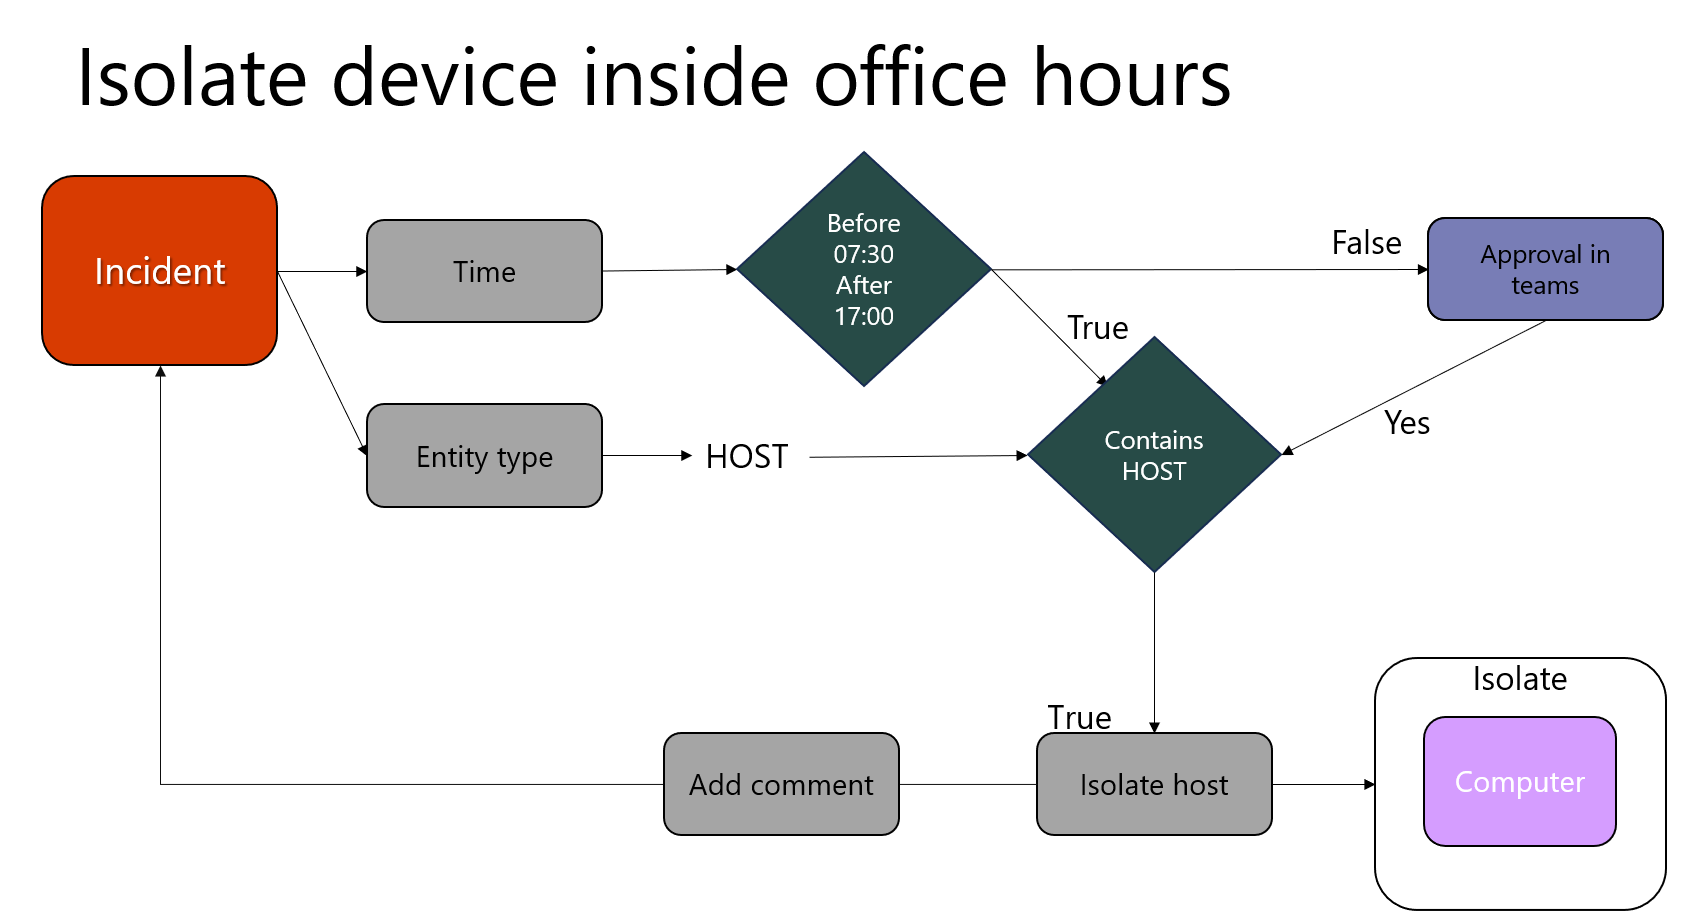 Isolate device inside office hours
Incident
Time
Before
07:30
After
17:00
False
Approval in
teams
True
Entity type
HOST
Contains
HOST
Yes
True
Isolate
Add comment
Isolate host
Computer